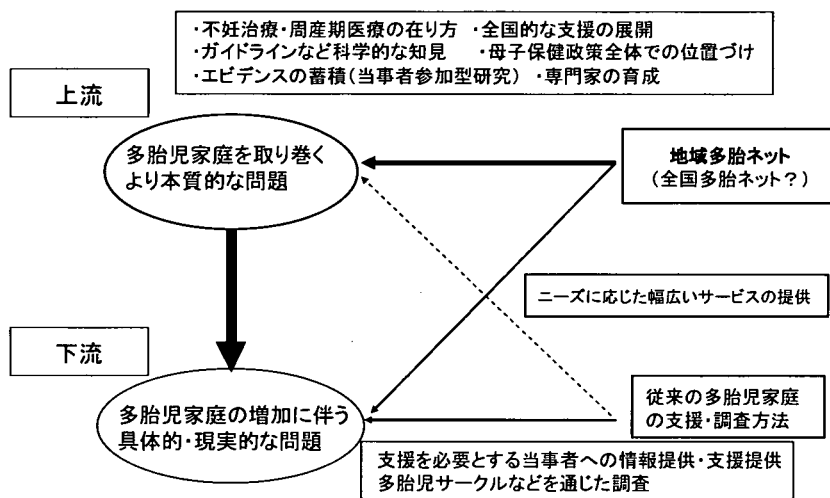 ・不妊治療・周産期医療の在り方 ・全国的な支援の展開
・ガイドラインなど科学的な知見 ・母子保健政策全体での位置づけ
・エビデンスの蓄積(当事者参加型研究) ・専門家の育成
上流
多胎児家庭を取り巻く
より本質的な問題
地域多胎ネット
(全国多胎ネット?)
ニーズに応じた幅広いサービスの提供
下流
多胎児家庭の増加に伴う
具体的・現実的な問題
従来の多胎児家庭
の支援・調査方法
支援を必要とする当事者への情報提供・支援提供
多胎児サークルなどを通じた調査